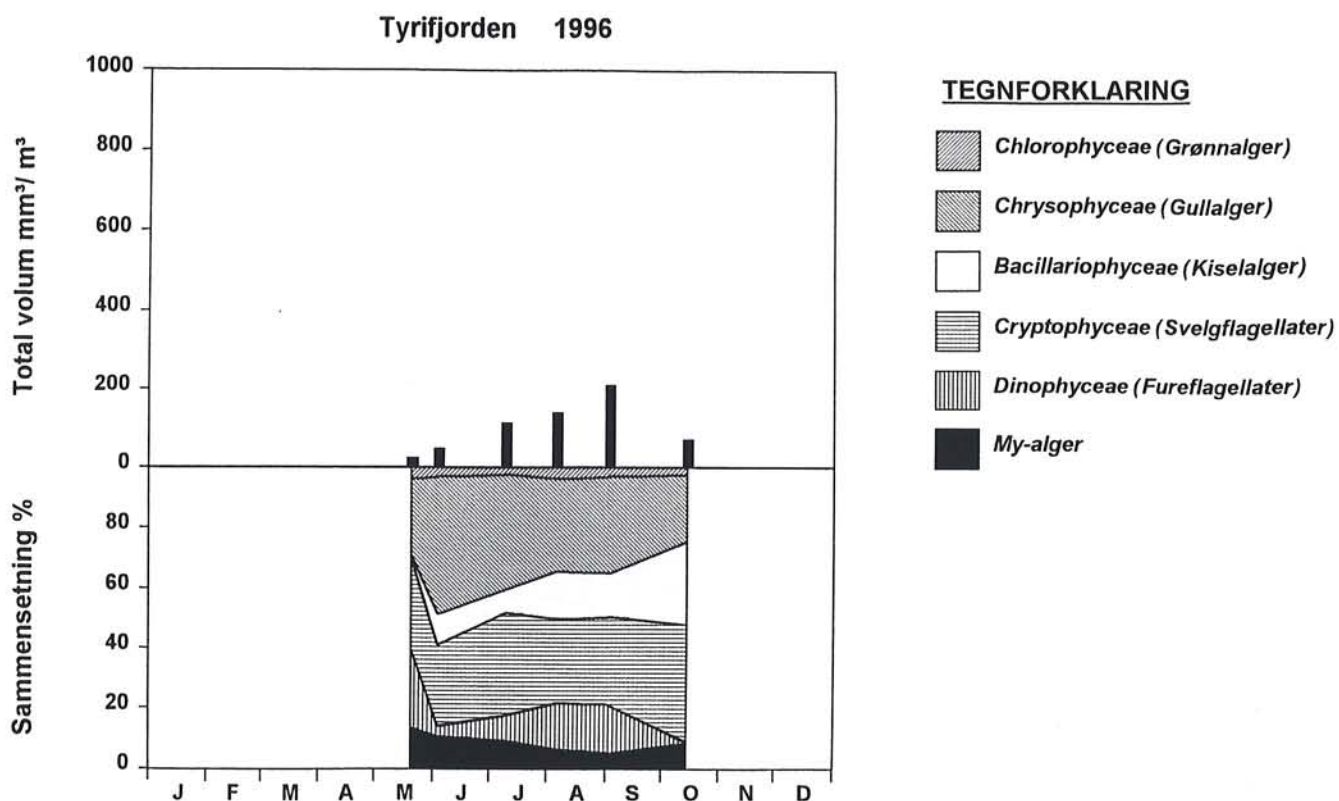 Tyrifjorden 1996
Total volum mm³/ m³
1000
800
600
400
200
0
Sammensetning %
80
60
40
20
0
J F M A M J J A S O N D
TEGNFORKLARING
Chlorophyceae (Grønnalger)
Chrysophyceae (Gullalger)
Bacillariophyceae (Kiselalger)
Cryptophyceae (Svelgflagellater)
Dinophyceae (Fureflagellater)
My-alger